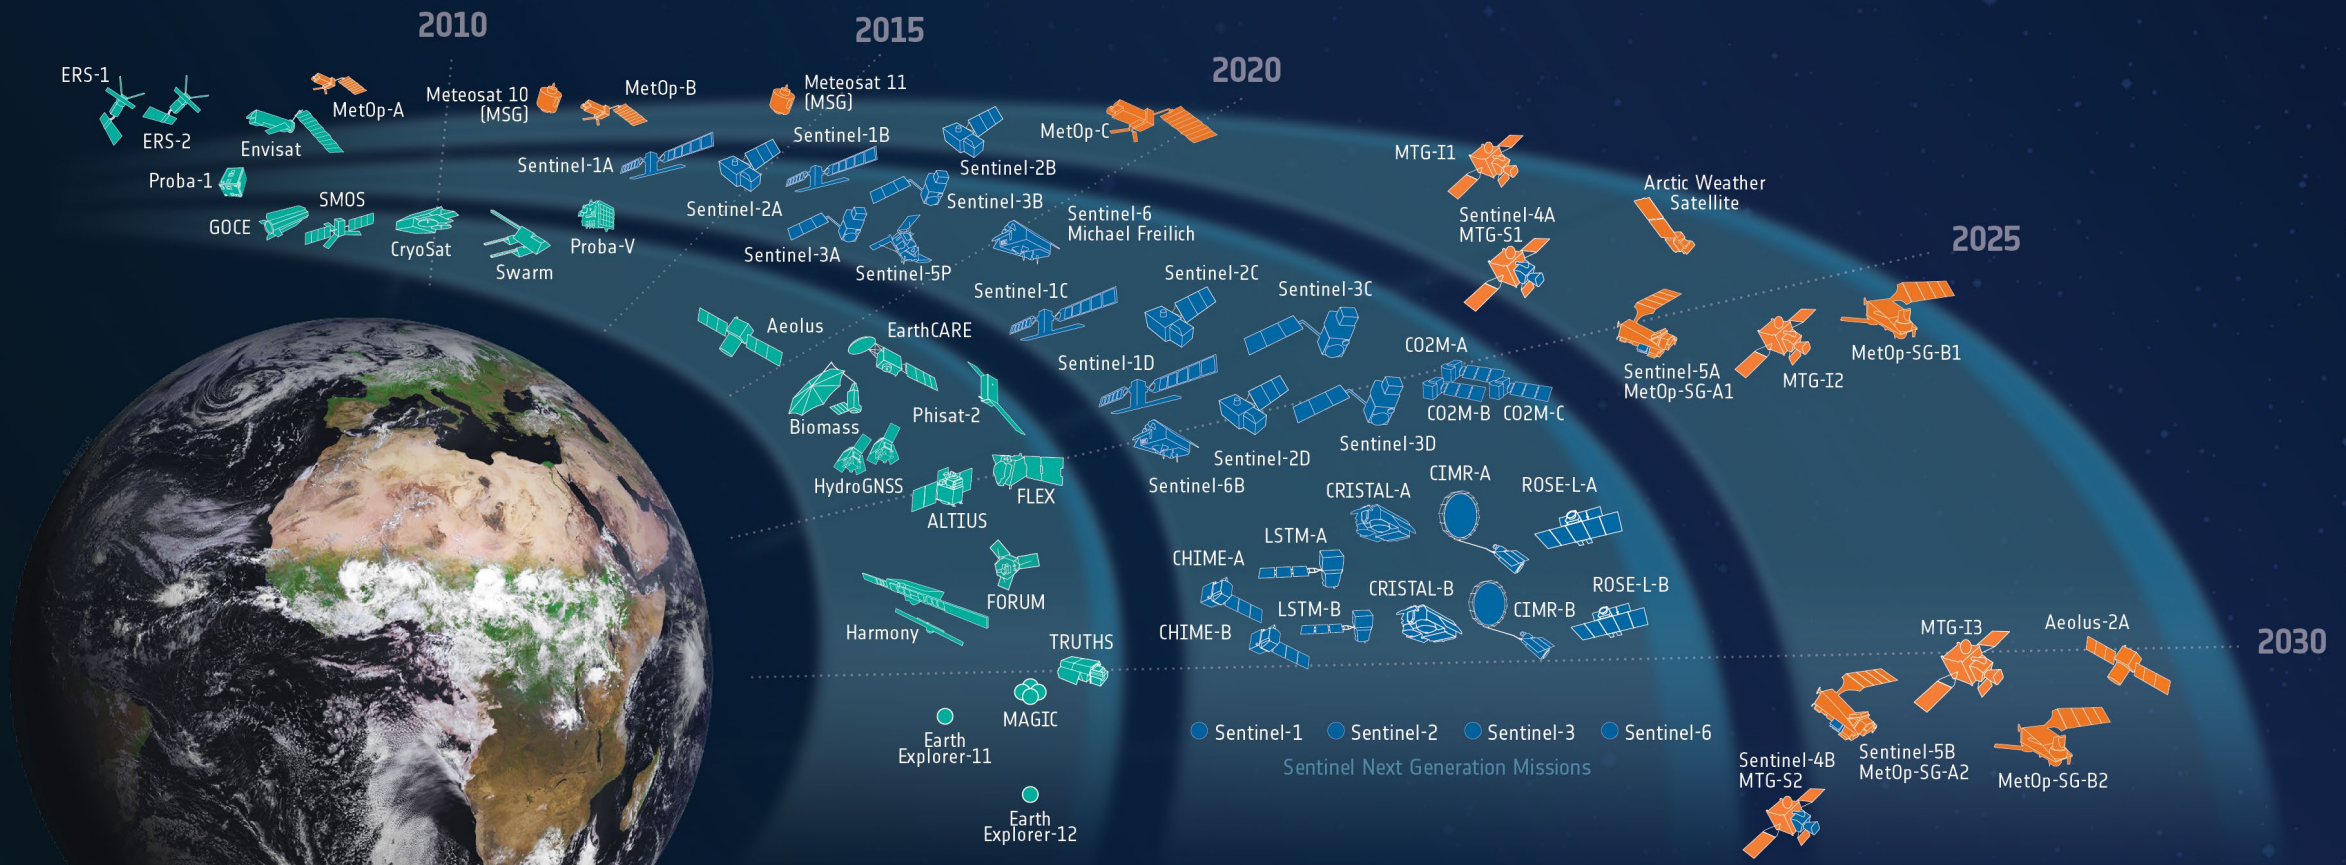 2010
2015
2020
2025
2030
ERS-1
ERS-2
Envisat
MetOp-A
Meteosat 10
(MSG)
MetOp-B
Meteosat 11
(MSG)
MetOp-C
MTG-I1
Sentinel-4A
MTG-S1
Arctic Weather
Satellite
Sentinel-5A
MetOp-SG-A1
MTG-I2
MetOp-SG-B1
MTG-I3
Aeolus-2A
Sentinel-4B
MTG-S2
Sentinel-5B
MetOp-SG-A2
MetOp-SG-B2
Sentinel-1A
Sentinel-2A
Sentinel-1B
Sentinel-2B
Sentinel-3A
Sentinel-3B
Sentinel-5P
Sentinel-6
Michael Freilich
Sentinel-1C
Sentinel-2C
Sentinel-3C
Sentinel-1D
Sentinel-2D
Sentinel-3D
Sentinel-6B
CO2M-A
CO2M-B
CO2M-C
CRISTAL-A
CIMR-A
ROSE-L-A
LSTM-A
CHIME-A
CRISTAL-B
CIMR-B
ROSE-L-B
LSTM-B
CHIME-B
Sentinel-1
Sentinel-2
Sentinel-3
Sentinel-6
Sentinel Next Generation Missions
Proba-1
GOCE
SMOS
CryoSat
Swarm
Proba-V
Aeolus
EarthCARE
Biomass
Phisat-2
HydroGNSS
ALTIUS
FLEX
FORUM
Harmony
TRUTHS
MAGIC
Earth
Explorer-11
Earth
Explorer-12